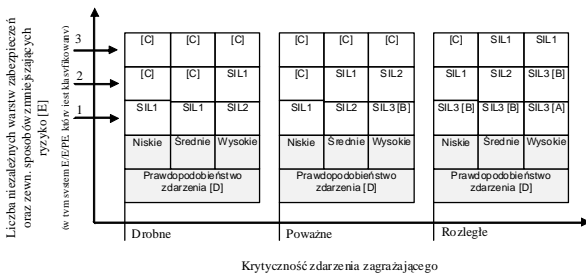 Liczba niezależnych warstw zabezpieczeń
oraz zewn. sposobów zmniejszających
ryzyko [E]
(w tym system E/E/PE, który jest klasyfikowany)
3 [C] [C] [C] [C] [C] [C] [C] SIL1 SIL1
2 [C] [C] SIL1 [C] SIL1 SIL2 SIL1 SIL2 SIL3 [B]
1 SIL1 SIL1 SIL2 SIL1 SIL2 SIL3 [B] SIL3 [B] SIL3 [B] SIL3 [A]
Niskie Średnie Wysokie Niskie Średnie Wysokie Niskie Średnie Wysokie
Prawdopodobieństwo Prawdopodobieństwo Prawdopodobieństwo
zdarzenia [D] zdarzenia [D] zdarzenia [D]
Drobne Poważne Rozległe
Krytyczność zdarzenia zagrażającego